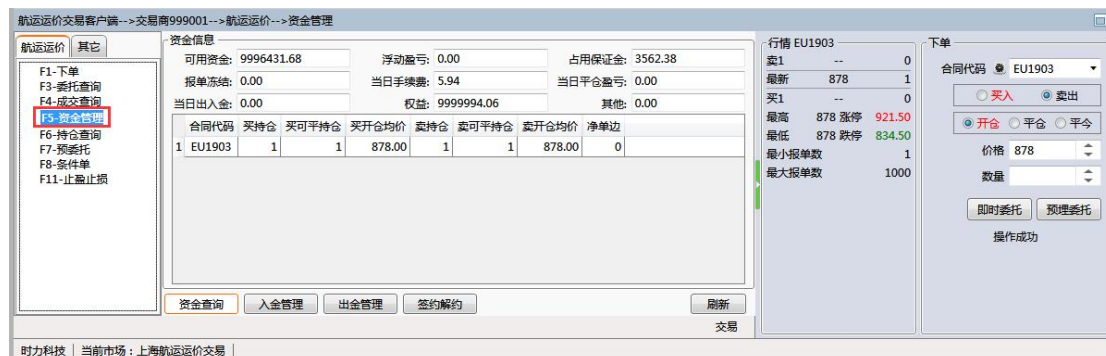 航运运价交易客户端-->交易商999001-->航运运价-->资金管理
航运运价 其它
F1-下单
F3-委托查询
F4-成交查询
F5-资金管理
F6-持仓查询
F7-预委托
F8-条件单
F11-止盈止损
资金信息
可用资金: 9996431.68 浮动盈亏: 0.00 占用保证金: 3562.38
报单冻结: 0.00 当日手续费: 5.94 当日平仓盈亏: 0.00
当日出入金: 0.00 权益: 9999994.06 其他: 0.00
合同代码 买持仓 买可平持仓 买开仓均价 卖持仓 卖可平持仓 卖开仓均价 净单边
1 EU1903 1 1 878.00 1 1 878.00 0
资金查询 入金管理 出金管理 签约解约 刷新
交易
行情 EU1903
卖1 -- 0
最新 878 1
买1 -- 0
最高 878 涨停 921.50
最低 878 跌停 834.50
最小报单数 1
最大报单数 1000
下单
合同代码 EU1903
买入 卖出
开仓 平仓 平今
价格 878
数量
即时委托 预埋委托
操作成功
时力科技 当前市场：上海航运运价交易